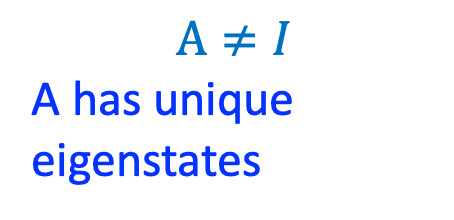 A ≠ I
A has unique
eigenstates